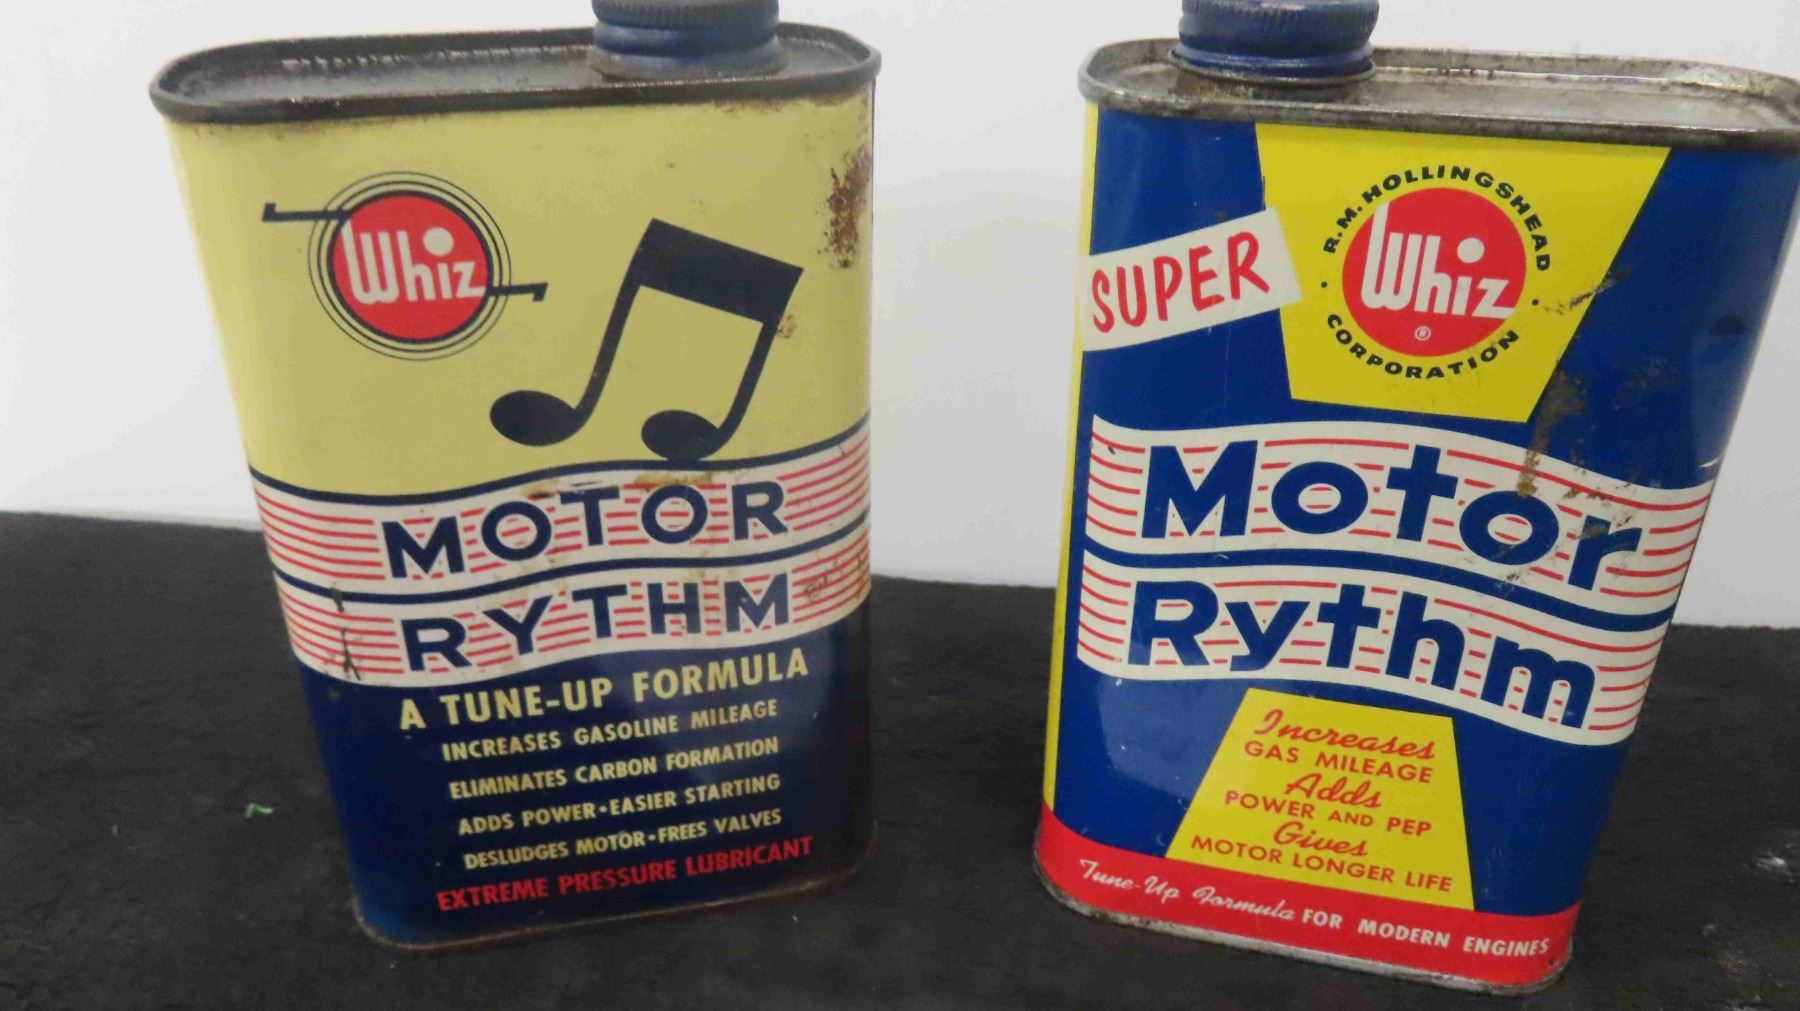 Whiz
MOTOR
RYTHM
A TUNE-UP FORMULA
INCREASES GASOLINE MILEAGE
ELIMINATES CARBON FORMATION
ADDS POWER•EASIER STARTING
DESLUDGES MOTOR•FREES VALVES
EXTREME PRESSURE LUBRICANT
SUPER
R.M. HOLLINGSHEAD
Whiz
®
• CORPORATION •
Motor
Rythm
Increases
GAS MILEAGE
Adds
POWER AND PEP
Gives
MOTOR LONGER LIFE
Tune-Up Formula FOR MODERN ENGINES